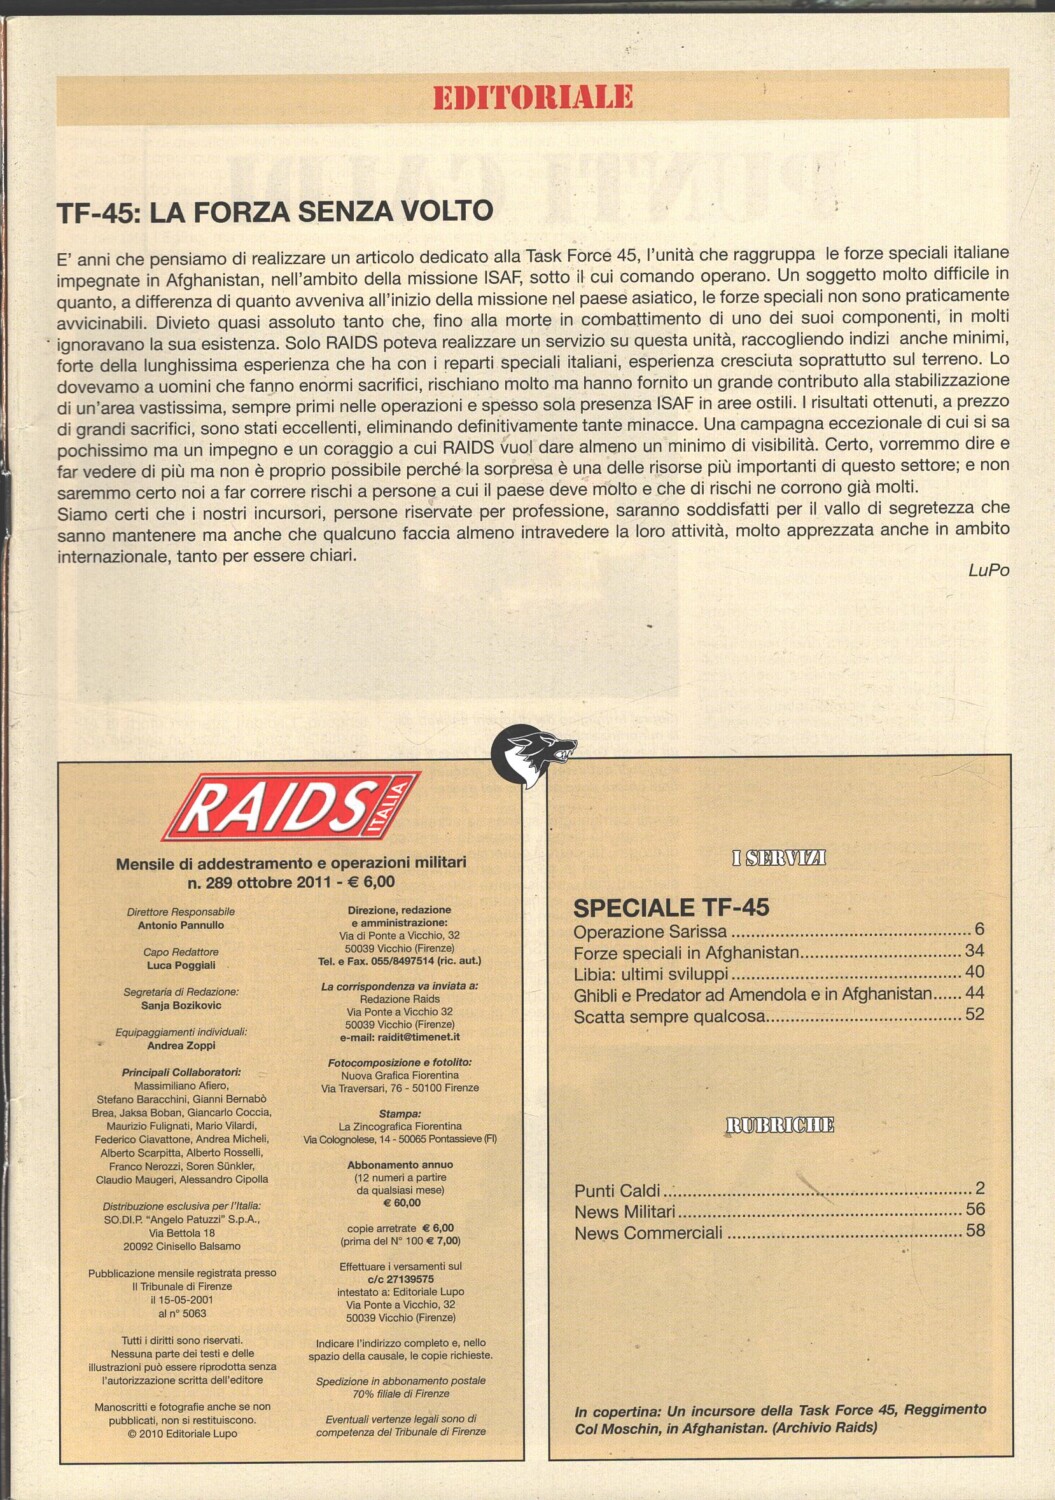 EDITORIALE
TF-45: LA FORZA SENZA VOLTO
E' anni che pensiamo di realizzare un articolo dedicato alla Task Force 45, l'unità che raggruppa le forze speciali italiane
impegnate in Afghanistan, nell'ambito della missione ISAF, sotto il cui comando operano. Un soggetto molto difficile in
quanto, a differenza di quanto avveniva all'inizio della missione nel paese asiatico, le forze speciali non sono praticamente
avvicinabili. Divieto quasi assoluto tanto che, fino alla morte in combattimento di uno dei suoi componenti, in molti
ignoravano la sua esistenza. Solo RAIDS poteva realizzare un servizio su questa unità, raccogliendo indizi anche minimi,
forte della lunghissima esperienza che ha con i reparti speciali italiani, esperienza cresciuta soprattutto sul terreno. Lo
dovevamo a uomini che fanno enormi sacrifici, rischiano molto ma hanno fornito un grande contributo alla stabilizzazione
di un'area vastissima, sempre primi nelle operazioni e spesso sola presenza ISAF in aree ostili. I risultati ottenuti, a prezzo
di grandi sacrifici, sono stati eccellenti, eliminando definitivamente tante minacce. Una campagna eccezionale di cui si sa
pochissimo ma un impegno e un coraggio a cui RAIDS vuol dare almeno un minimo di visibilità. Certo, vorremmo dire e
far vedere di più ma non è proprio possibile perché la sorpresa è una delle risorse più importanti di questo settore; e non
saremmo certo noi a far correre rischi a persone a cui il paese deve molto e che di rischi ne corrono già molti.
Siamo certi che i nostri incursori, persone riservate per professione, saranno soddisfatti per il vallo di segretezza che
sanno mantenere ma anche che qualcuno faccia almeno intravedere la loro attività, molto apprezzata anche in ambito
internazionale, tanto per essere chiari.
LuPo
RAIDS
ITALIA
Mensile di addestramento e operazioni militari
n. 289 ottobre 2011 - € 6,00
Direttore Responsabile
Antonio Pannullo
Capo Redattore
Luca Poggiali
Segretaria di Redazione:
Sanja Bozikovic
Equipaggiamenti individuali:
Andrea Zoppi
Principali Collaboratori:
Massimiliano Afiero,
Stefano Baracchini, Gianni Bernabò
Brea, Jaksa Boban, Giancarlo Coccia,
Maurizio Fulignati, Mario Vilardi,
Federico Ciavattone, Andrea Micheli,
Alberto Scarpitta, Alberto Rosselli,
Franco Nerozzi, Soren Sünkler,
Claudio Maugeri, Alessandro Cipolla
Distribuzione esclusiva per l'Italia:
SO.DI.P. "Angelo Patuzzi" S.p.A.,
Via Bettola 18
20092 Cinisello Balsamo
Pubblicazione mensile registrata presso
Il Tribunale di Firenze
il 15-05-2001
al n° 5063
Tutti i diritti sono riservati.
Nessuna parte dei testi e delle
illustrazioni può essere riprodotta senza
l'autorizzazione scritta dell'editore
Manoscritti e fotografie anche se non
pubblicati, non si restituiscono.
© 2010 Editoriale Lupo
Direzione, redazione
e amministrazione:
Via di Ponte a Vicchio, 32
50039 Vicchio (Firenze)
Tel. e Fax. 055/8497514 (ric. aut.)
La corrispondenza va inviata a:
Redazione Raids
Via Ponte a Vicchio 32
50039 Vicchio (Firenze)
e-mail: raidit@timenet.it
Fotocomposizione e fotolito:
Nuova Grafica Fiorentina
Via Traversari, 76 - 50100 Firenze
Stampa:
La Zincografica Fiorentina
Via Colognolese, 14 - 50065 Pontassieve (FI)
Abbonamento annuo
(12 numeri a partire
da qualsiasi mese)
€ 60,00
copie arretrate € 6,00
(prima del N° 100 € 7,00)
Effettuare i versamenti sul
c/c 27139575
intestato a: Editoriale Lupo
Via Ponte a Vicchio, 32
50039 Vicchio (Firenze)
Indicare l'indirizzo completo e, nello
spazio della causale, le copie richieste.
Spedizione in abbonamento postale
70% filiale di Firenze
Eventuali vertenze legali sono di
competenza del Tribunale di Firenze
I SERVIZI
SPECIALE TF-45
Operazione Sarissa ........ 6
Forze speciali in Afghanistan........ 34
Libia: ultimi sviluppi ........ 40
Ghibli e Predator ad Amendola e in Afghanistan...... 44
Scatta sempre qualcosa........ 52
RUBRICHE
Punti Caldi ........ 2
News Militari ........ 56
News Commerciali ........ 58
In copertina: Un incursore della Task Force 45, Reggimento
Col Moschin, in Afghanistan. (Archivio Raids)